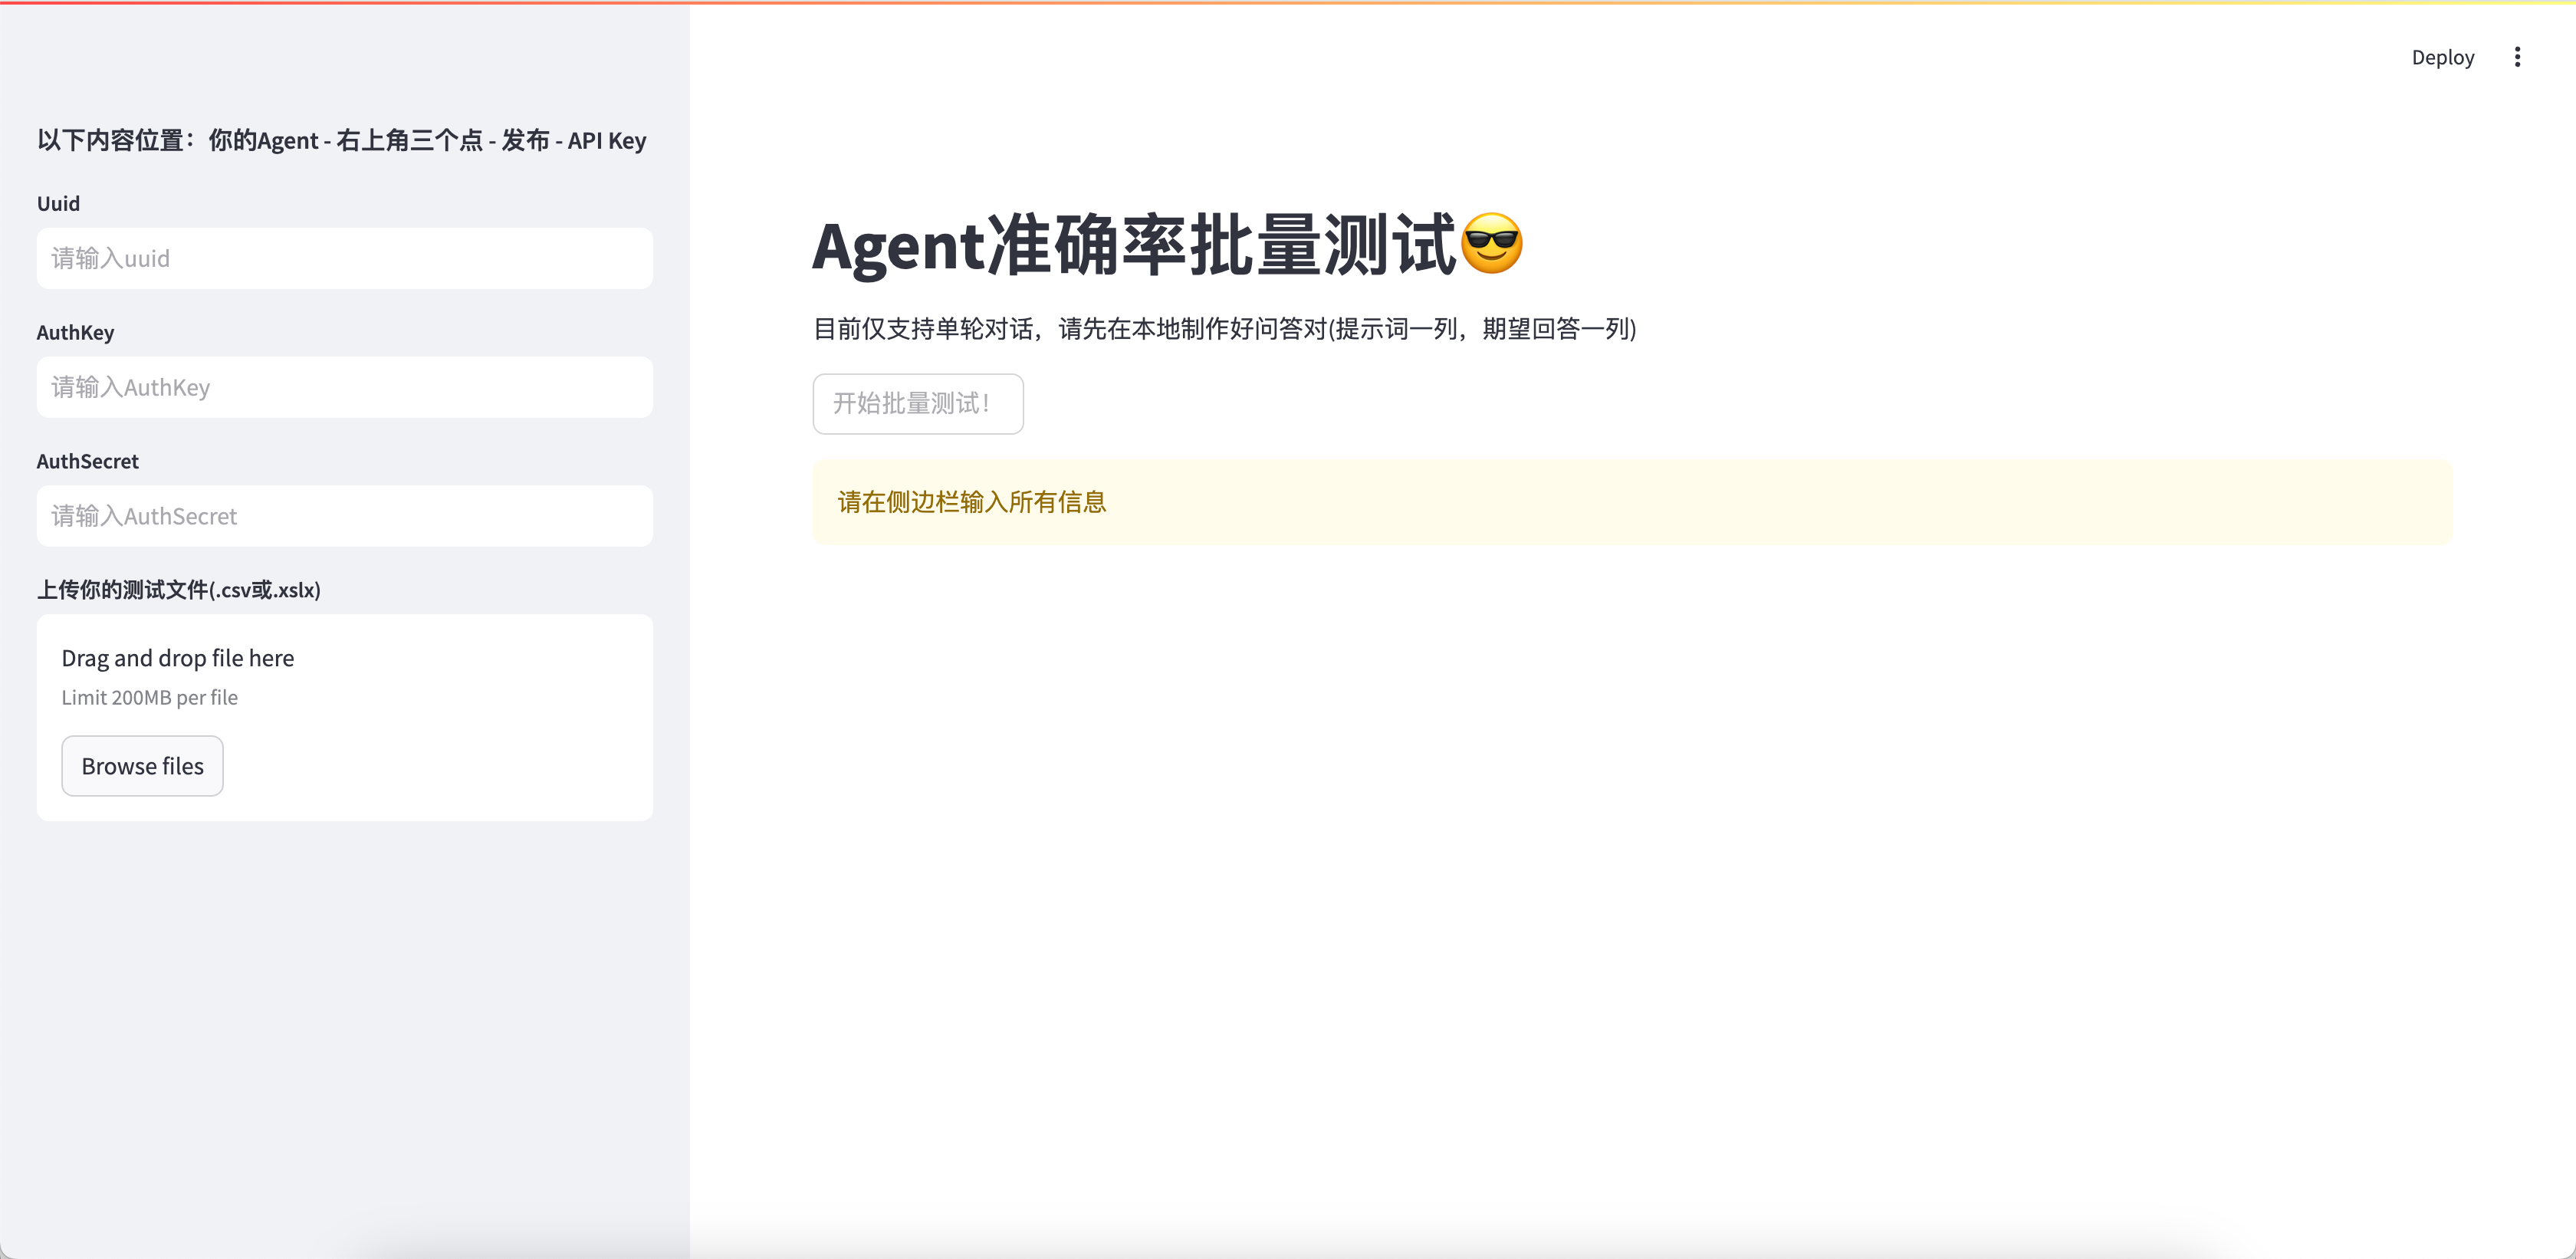 Deploy
以下内容位置：你的Agent - 右上角三个点 - 发布 - API Key
Uuid
请输入uuid
AuthKey
请输入AuthKey
AuthSecret
请输入AuthSecret
上传你的测试文件(.csv或.xslx)
Drag and drop file here
Limit 200MB per file
Browse files
Agent准确率批量测试😎
目前仅支持单轮对话，请先在本地制作好问答对(提示词一列，期望回答一列)
开始批量测试！
请在侧边栏输入所有信息